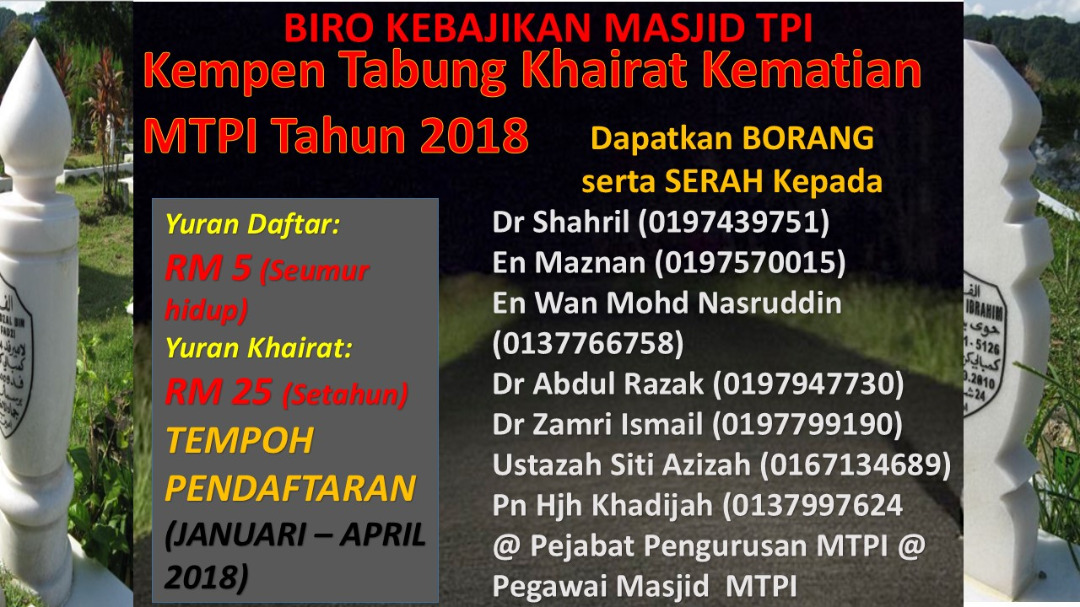 BIRO KEBAJIKAN MASJID TPI
Kempen Tabung Khairat Kematian
MTPI Tahun 2018
Dapatkan BORANG
serta SERAH Kepada
Yuran Daftar:
RM 5 (Seumur
hidup)
Yuran Khairat:
RM 25 (Setahun)
TEMPOH
PENDAFTARAN
(JANUARI – APRIL
2018)
Dr Shahril (0197439751)
En Maznan (0197570015)
En Wan Mohd Nasruddin
(0137766758)
Dr Abdul Razak (0197947730)
Dr Zamri Ismail (0197799190)
Ustazah Siti Azizah (0167134689)
Pn Hjh Khadijah (0137997624
@ Pejabat Pengurusan MTPI @
Pegawai Masjid MTPI
IBRAHIM